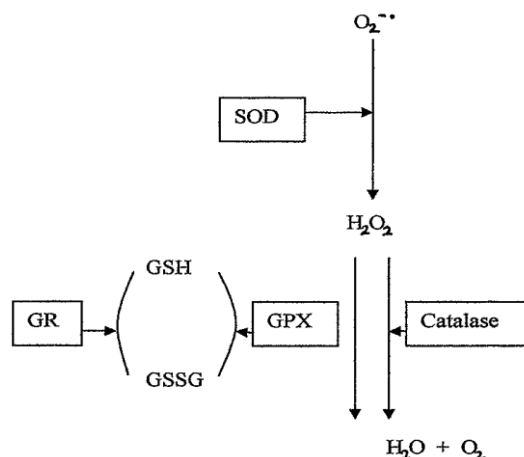 O₂⁻·
SOD
H₂O₂
GSH
GR
GPX
Catalase
GSSG
H₂O + O₂